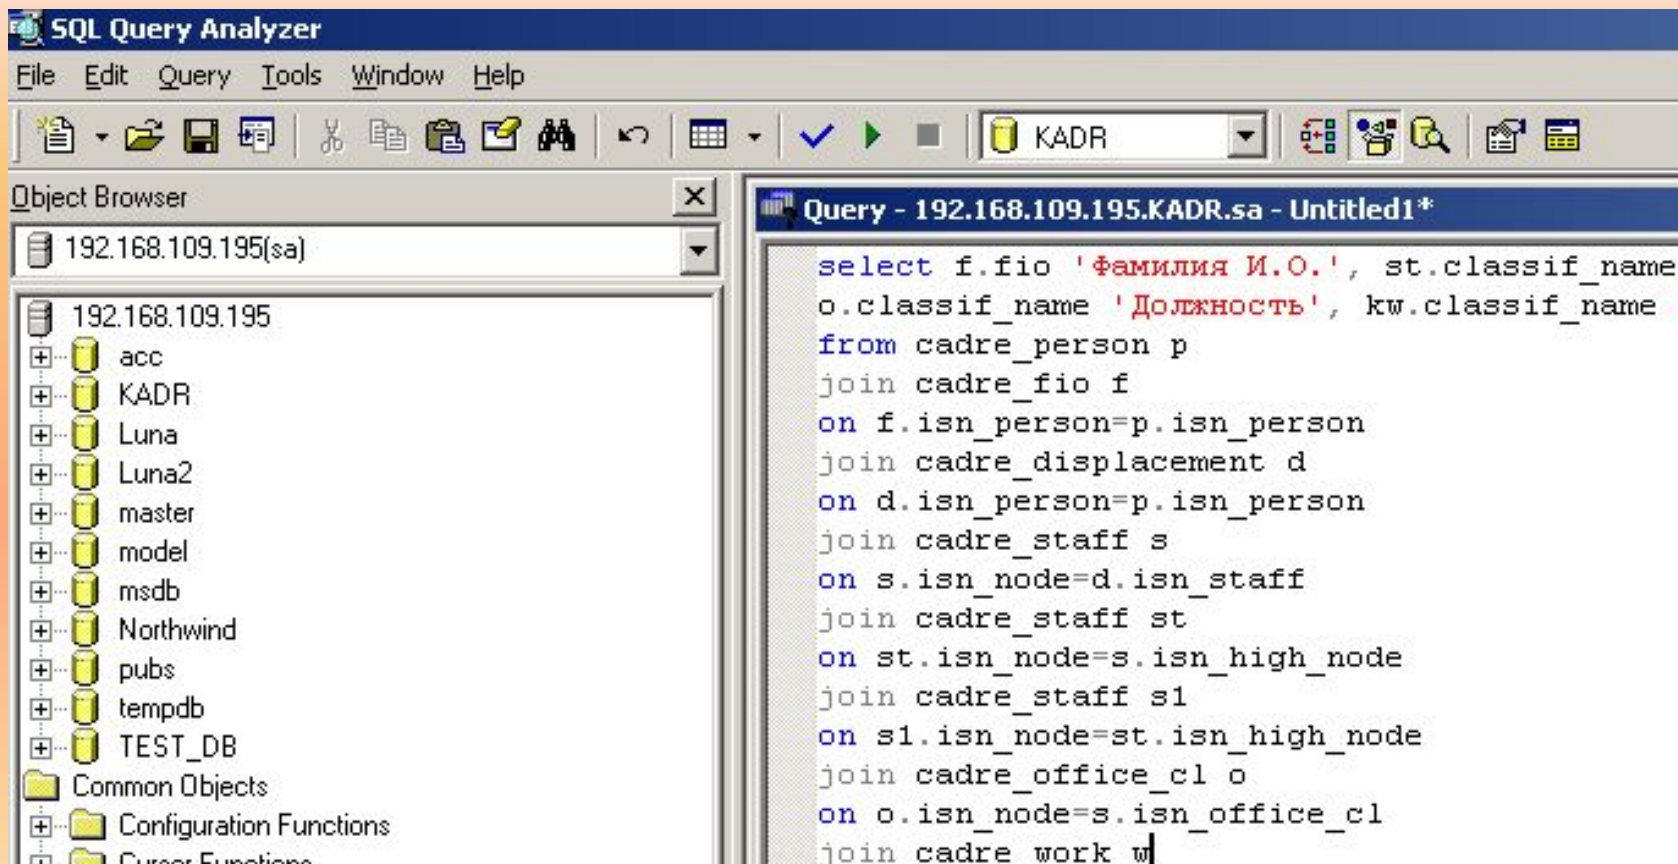 SQL Query Analyzer
File Edit Query Tools Window Help
KADR
Object Browser
192.168.109.195(sa)
192.168.109.195
acc
KADR
Luna
Luna2
master
model
msdb
Northwind
pubs
tempdb
TEST_DB
Common Objects
Configuration Functions
Cursor Functions
Query - 192.168.109.195.KADR.sa - Untitled1*
select f.fio 'Фамилия И.О.', st.classif_name
o.classif_name 'Должность', kw.classif_name
from cadre_person p
join cadre_fio f
on f.isn_person=p.isn_person
join cadre_displacement d
on d.isn_person=p.isn_person
join cadre_staff s
on s.isn_node=d.isn_staff
join cadre_staff st
on st.isn_node=s.isn_high_node
join cadre_staff s1
on s1.isn_node=st.isn_high_node
join cadre_office_cl o
on o.isn_node=s.isn_office_cl
join cadre_work w